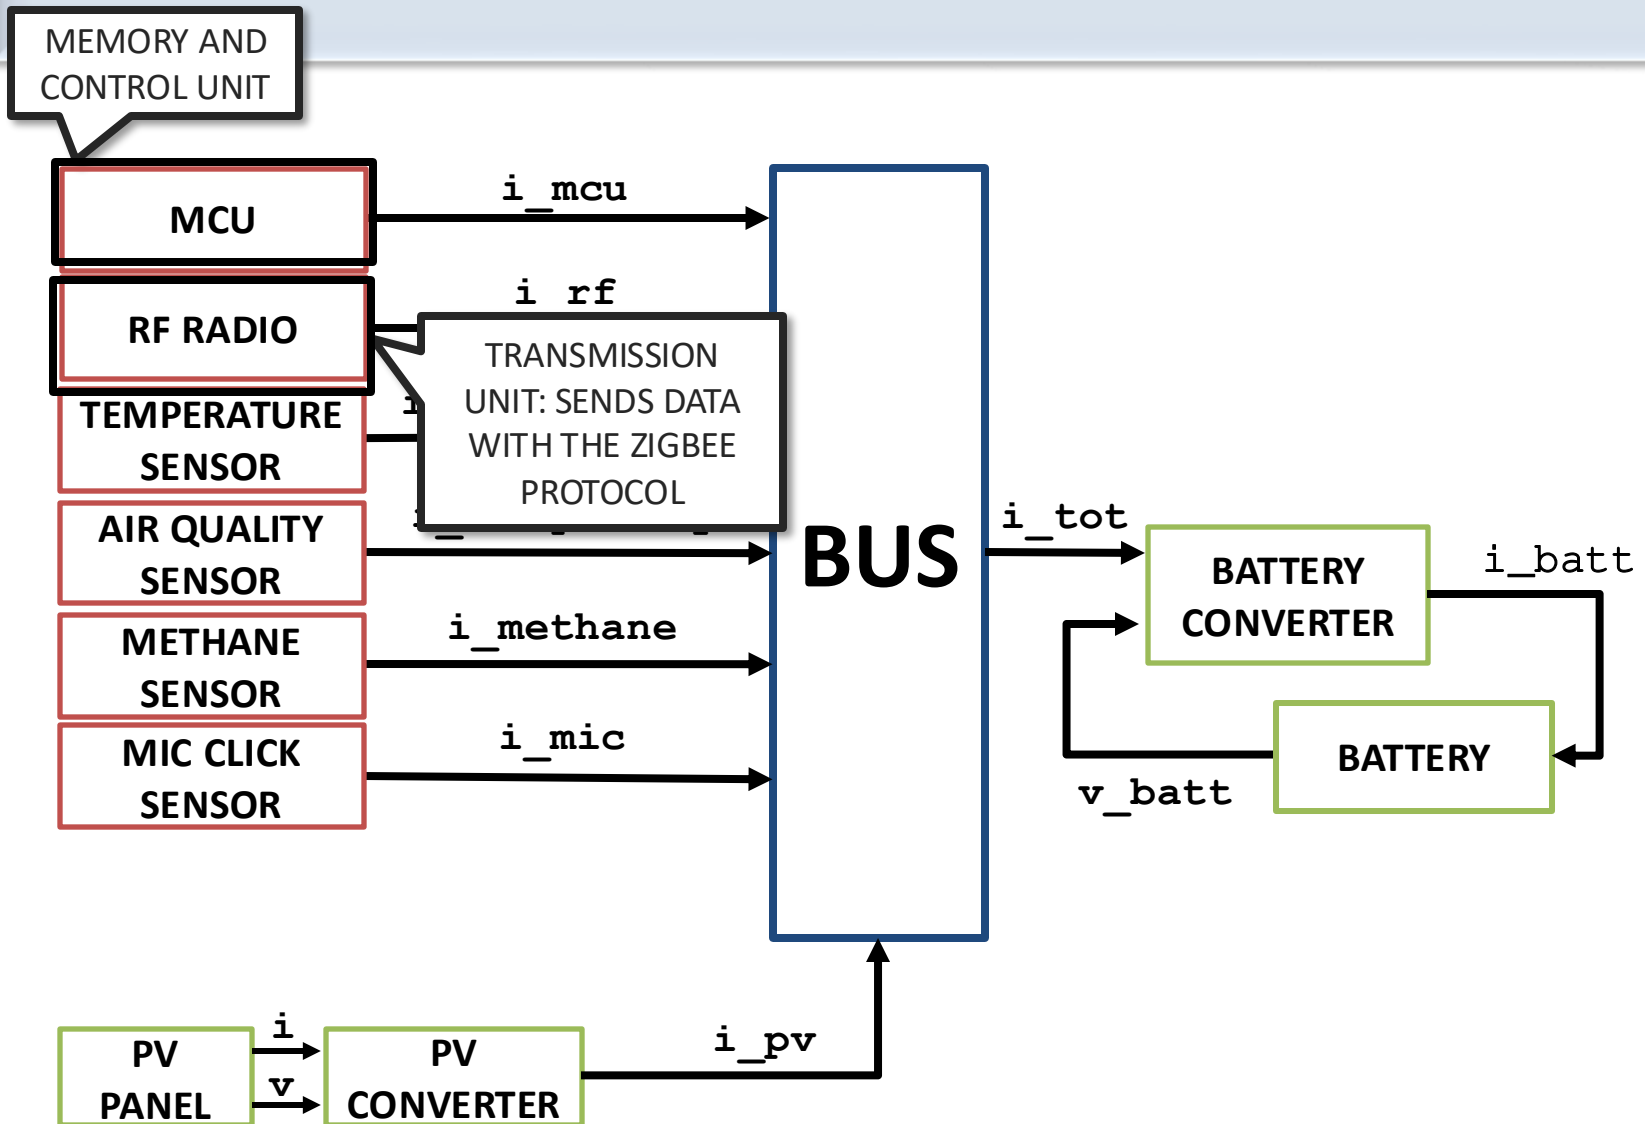 MEMORY AND
CONTROL UNIT
MCU
i_mcu
RF RADIO
i_rf
TRANSMISSION
UNIT: SENDS DATA
WITH THE ZIGBEE
PROTOCOL
TEMPERATURE
SENSOR
AIR QUALITY
SENSOR
METHANE
SENSOR
i_methane
MIC CLICK
SENSOR
i_mic
BUS
i_tot
BATTERY
CONVERTER
i_batt
BATTERY
v_batt
PV
PANEL
i
v
PV
CONVERTER
i_pv